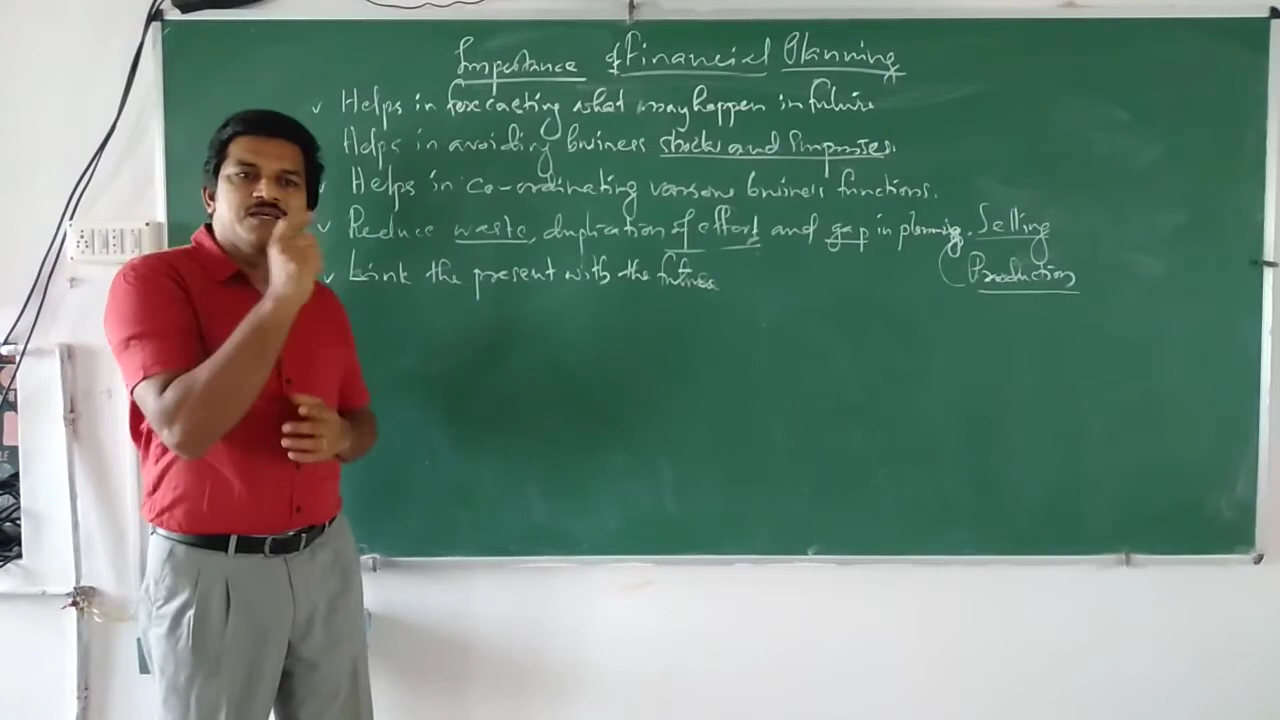 Importance of Financial Planning
✓ Helps in forecasting what may happen in future
Helps in avoiding business shocks and Surprises.
Helps in co-ordinating various business functions.
✓ Reduce waste, duplication of effort and gap in planning. Selling
(Production
✓ Link the present with the future